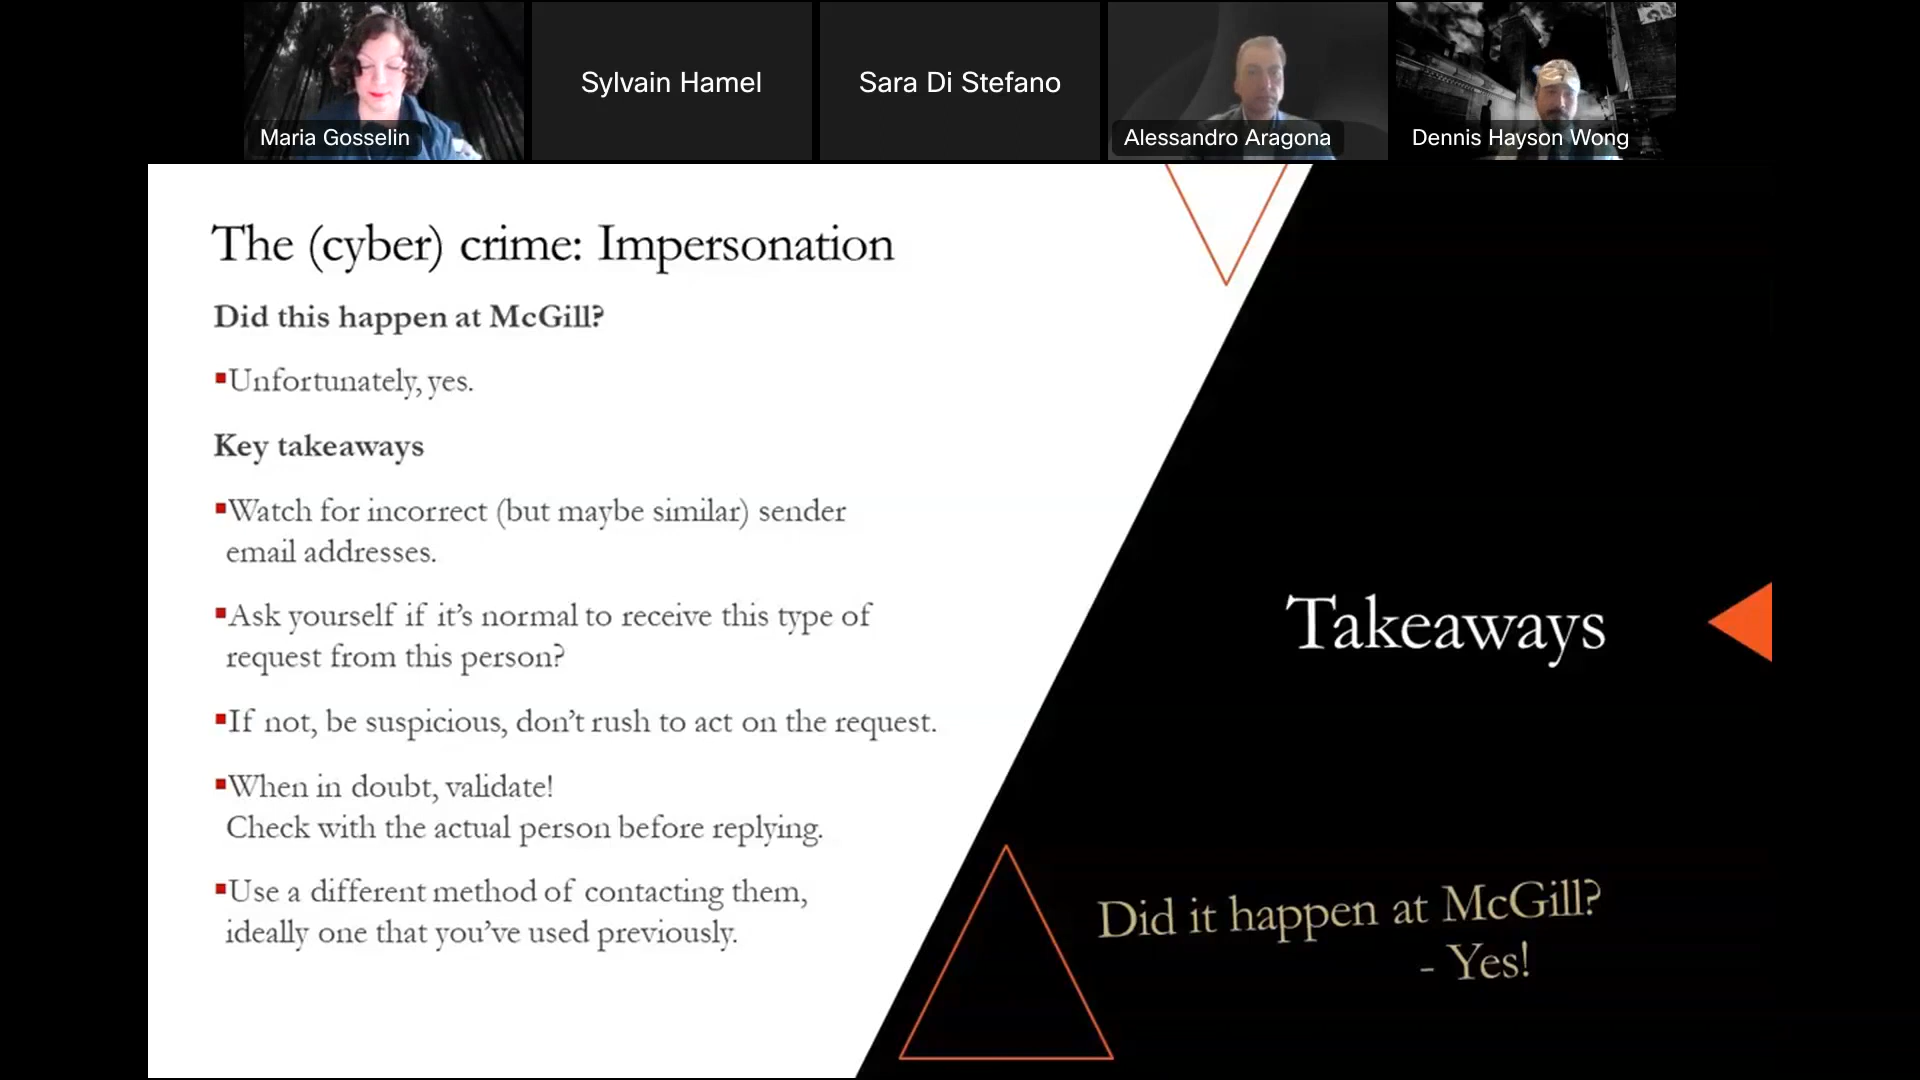 Maria Gosselin
Sylvain Hamel
Sara Di Stefano
Alessandro Aragona
Dennis Hayson Wong
The (cyber) crime: Impersonation
Did this happen at McGill?
▪Unfortunately, yes.
Key takeaways
▪Watch for incorrect (but maybe similar) sender
email addresses.
▪Ask yourself if it’s normal to receive this type of
request from this person?
▪If not, be suspicious, don’t rush to act on the request.
▪When in doubt, validate!
Check with the actual person before replying.
▪Use a different method of contacting them,
ideally one that you’ve used previously.
Takeaways
Did it happen at McGill?
- Yes!